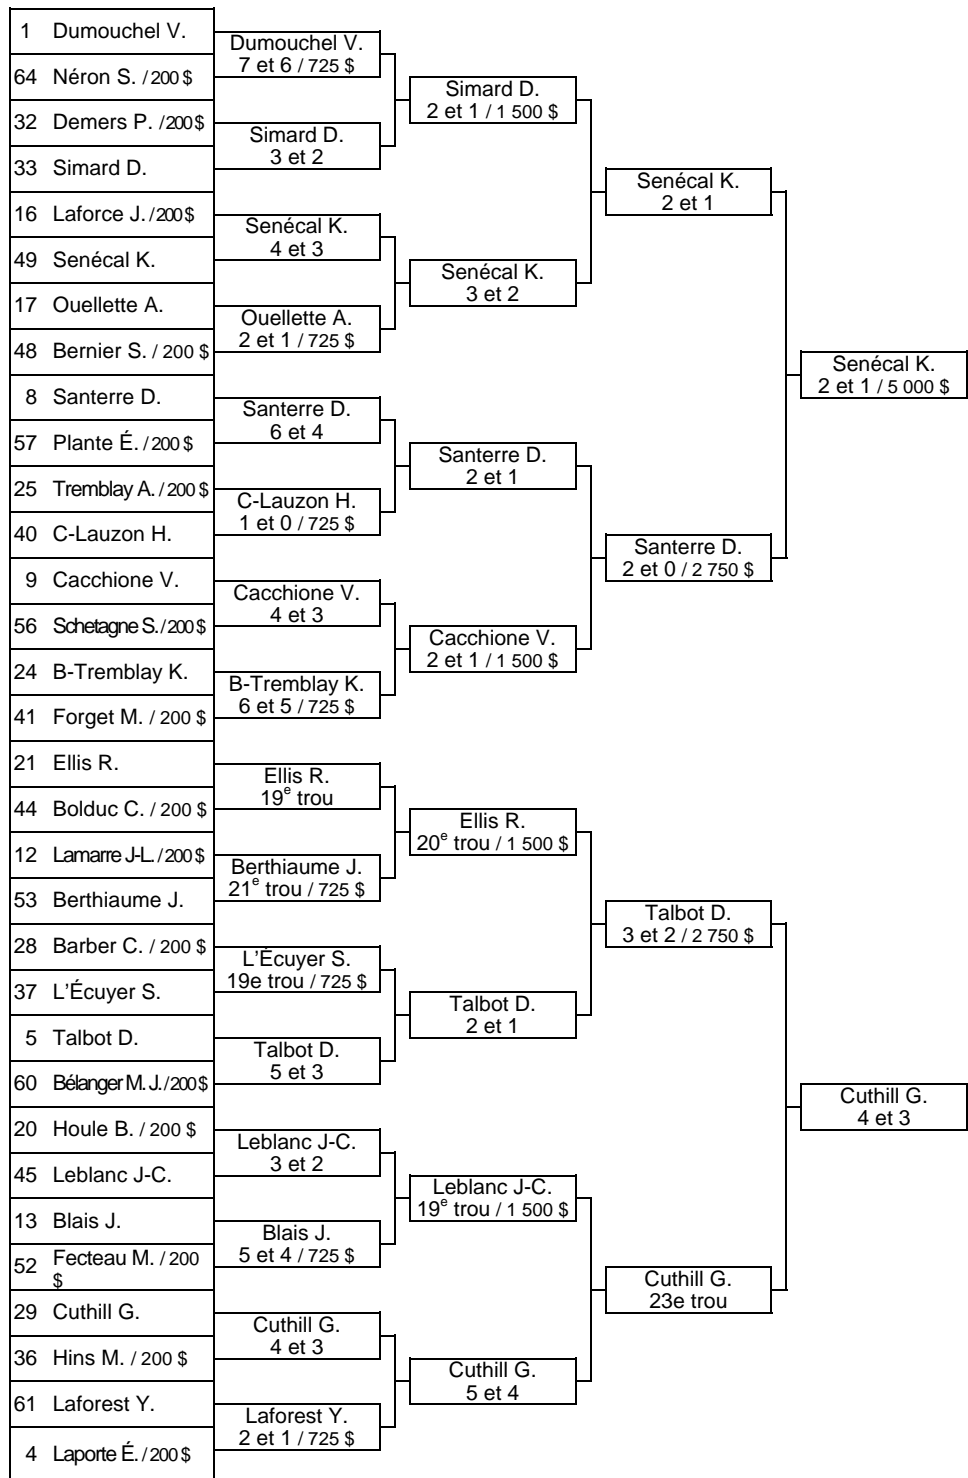 1 Dumouchel V.
64 Néron S. / 200 $
32 Demers P. / 200 $
33 Simard D.
16 Laforce J. / 200 $
49 Senécal K.
17 Ouellette A.
48 Bernier S. / 200 $
8 Santerre D.
57 Plante É. / 200 $
25 Tremblay A. / 200 $
40 C-Lauzon H.
9 Cacchione V.
56 Schetagne S. / 200 $
24 B-Tremblay K.
41 Forget M. / 200 $
21 Ellis R.
44 Bolduc C. / 200 $
12 Lamarre J-L. / 200 $
53 Berthiaume J.
28 Barber C. / 200 $
37 L'Écuyer S.
5 Talbot D.
60 Bélanger M. J. / 200 $
20 Houle B. / 200 $
45 Leblanc J-C.
13 Blais J.
52 Fecteau M. / 200
$
29 Cuthill G.
36 Hins M. / 200 $
61 Laforest Y.
4 Laporte É. / 200 $
Dumouchel V.
7 et 6 / 725 $
Simard D.
3 et 2
Senécal K.
4 et 3
Ouellette A.
2 et 1 / 725 $
Santerre D.
6 et 4
C-Lauzon H.
1 et 0 / 725 $
Cacchione V.
4 et 3
B-Tremblay K.
6 et 5 / 725 $
Ellis R.
19e trou
Berthiaume J.
21e trou / 725 $
L'Écuyer S.
19e trou / 725 $
Talbot D.
5 et 3
Leblanc J-C.
3 et 2
Blais J.
5 et 4 / 725 $
Cuthill G.
4 et 3
Laforest Y.
2 et 1 / 725 $
Simard D.
2 et 1 / 1 500 $
Senécal K.
3 et 2
Santerre D.
2 et 1
Cacchione V.
2 et 1 / 1 500 $
Ellis R.
20e trou / 1 500 $
Talbot D.
2 et 1
Leblanc J-C.
19e trou / 1 500 $
Cuthill G.
5 et 4
Senécal K.
2 et 1
Santerre D.
2 et 0 / 2 750 $
Talbot D.
3 et 2 / 2 750 $
Cuthill G.
23e trou
Senécal K.
2 et 1 / 5 000 $
Cuthill G.
4 et 3